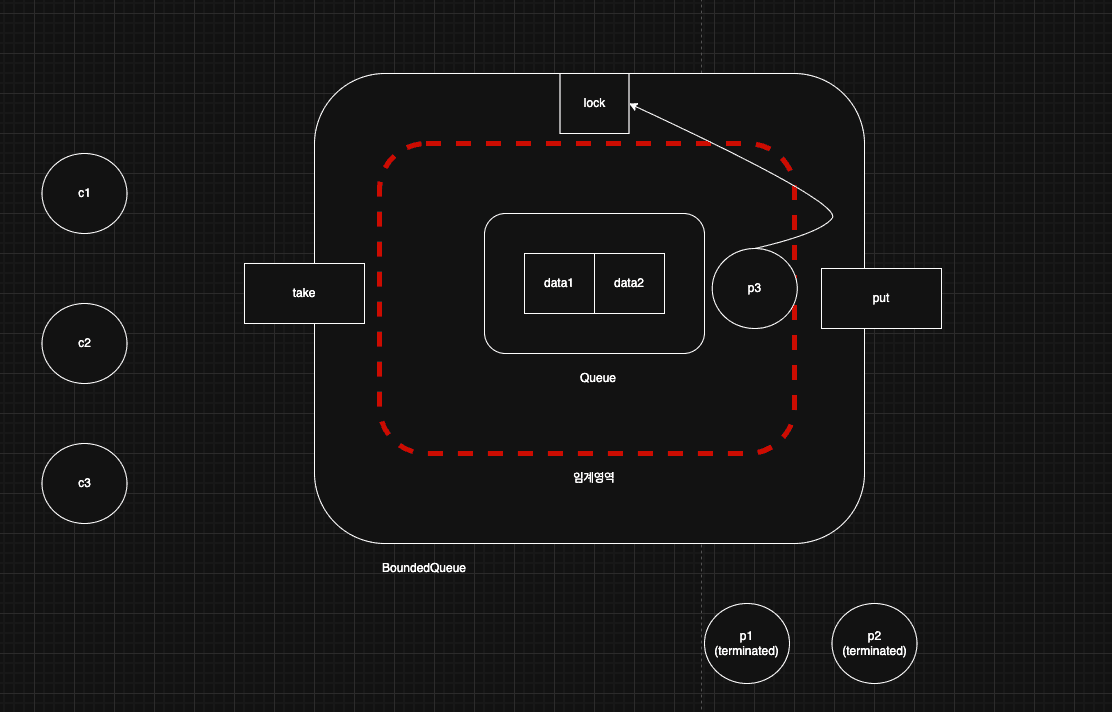 lock
c1
take
data1
data2
p3
put
c2
Queue
c3
임계영역
BoundedQueue
p1
(terminated)
p2
(terminated)